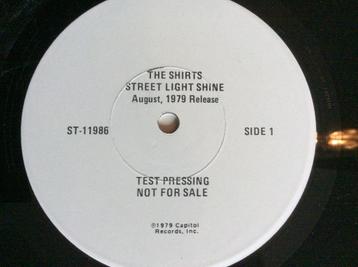 THE SHIRTS
STREET LIGHT SHINE
August, 1979 Release
ST-11986
SIDE 1
TEST PRESSING
NOT FOR SALE
℗1979 Capitol
Records, Inc.